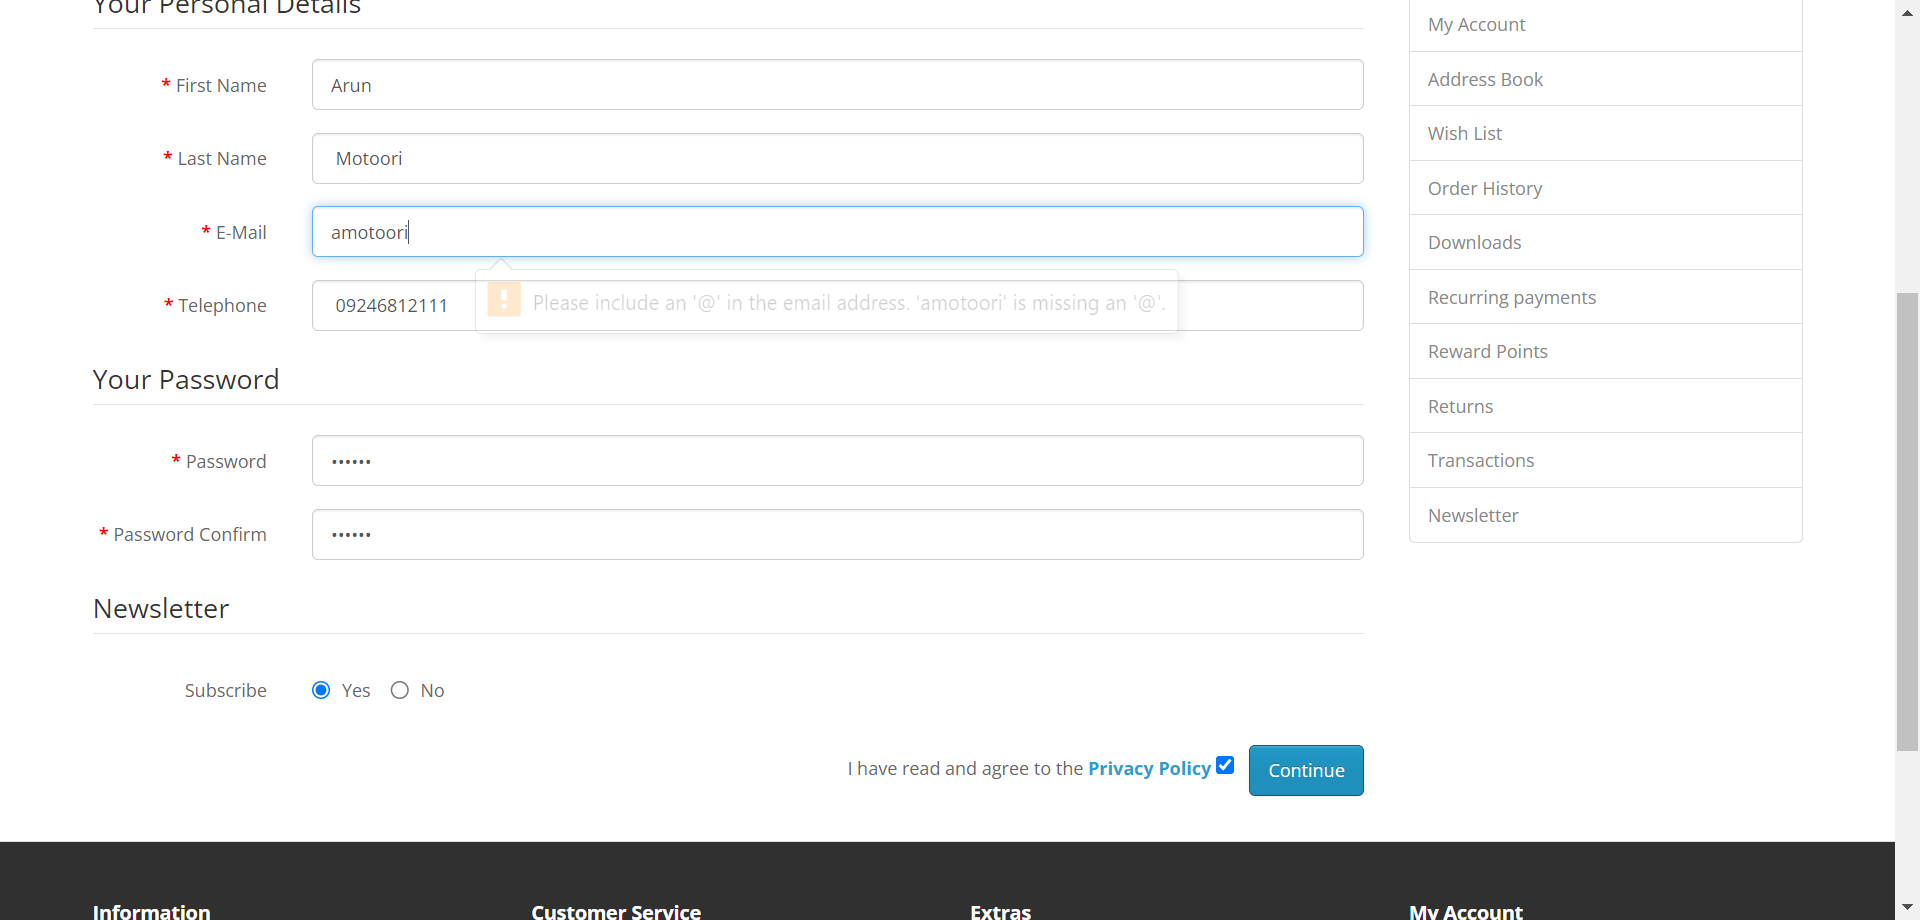 Your Personal Details
* First Name
Arun
* Last Name
Motoori
* E-Mail
amotoori
Please include an '@' in the email address. 'amotoori' is missing an '@'.
* Telephone
09246812111
Your Password
* Password
••••••
* Password Confirm
••••••
Newsletter
Subscribe
Yes
No
I have read and agree to the Privacy Policy
Continue
My Account
Address Book
Wish List
Order History
Downloads
Recurring payments
Reward Points
Returns
Transactions
Newsletter
Information
Customer Service
Extras
My Account